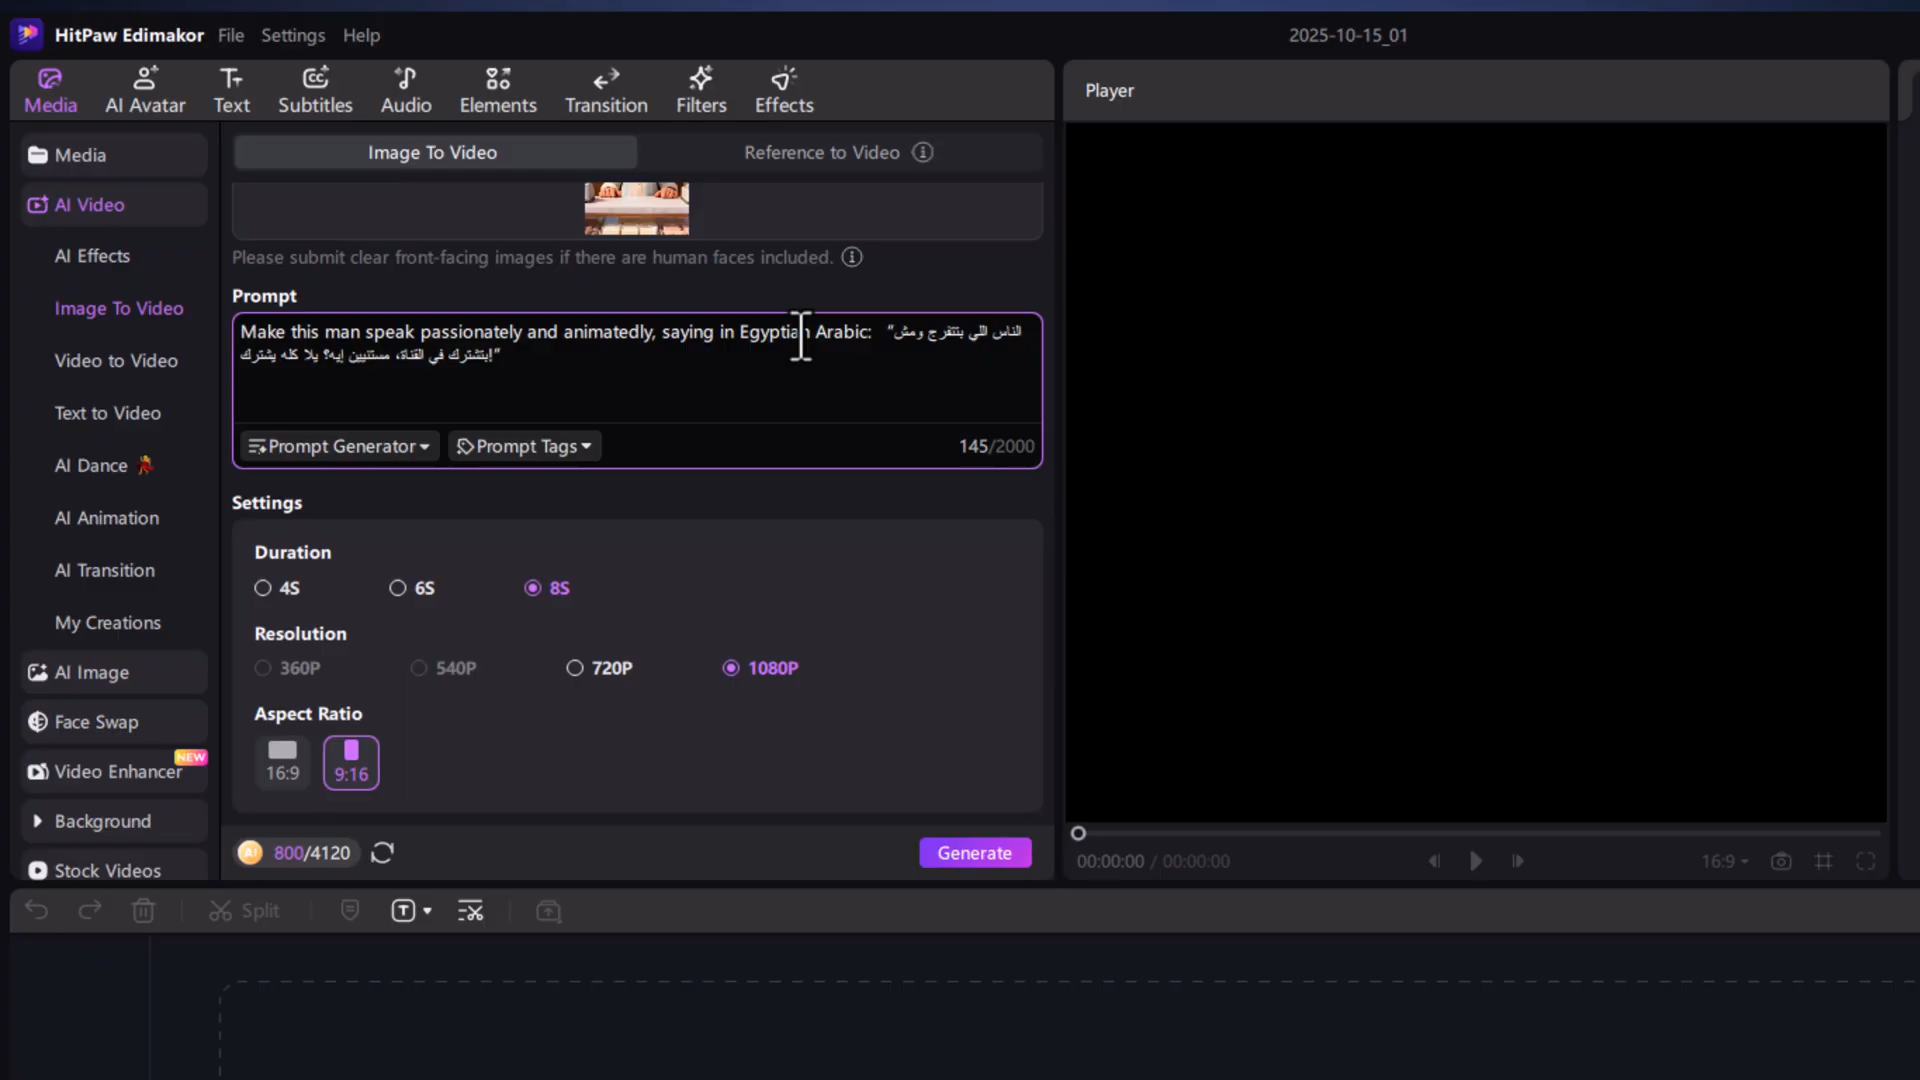 HitPaw Edimakor File Settings Help 2025-10-15_01
Media AI Avatar Text Subtitles Audio Elements Transition Filters Effects
Player
Media
AI Video
AI Effects
Image To Video
Video to Video
Text to Video
AI Dance
AI Animation
AI Transition
My Creations
AI Image
Face Swap
Video Enhancer NEW
Background
Stock Videos
Image To Video Reference to Video
Please submit clear front-facing images if there are human faces included.
Prompt
Make this man speak passionately and animatedly, saying in Egyptian Arabic: “الناس اللي بتتفرج ومش
بتشترك في القناة، مستنيين إيه؟ يلا كله يشترك!”
Prompt Generator Prompt Tags 145/2000
Settings
Duration
4S 6S 8S
Resolution
360P 540P 720P 1080P
Aspect Ratio
16:9 9:16
AI 800/4120 Generate
00:00:00 / 00:00:00 16:9
Split